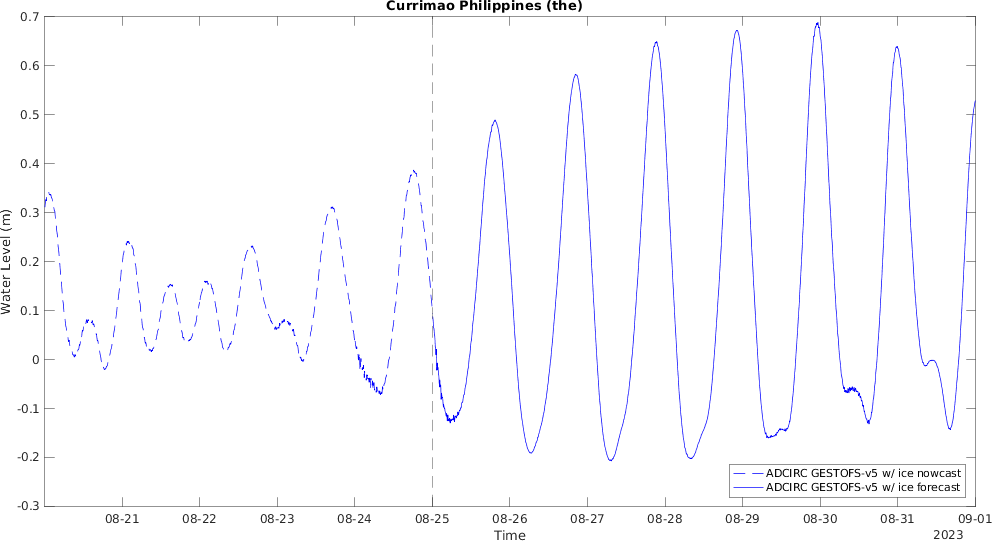 Currimao Philippines (the)
0.7
0.6
0.5
0.4
0.3
0.2
0.1
0
-0.1
-0.2
-0.3
Water Level (m)
ADCIRC GESTOFS-v5 w/ ice nowcast
ADCIRC GESTOFS-v5 w/ ice forecast
08-21 08-22 08-23 08-24 08-25 08-26 08-27 08-28 08-29 08-30 08-31 09-01
Time
2023